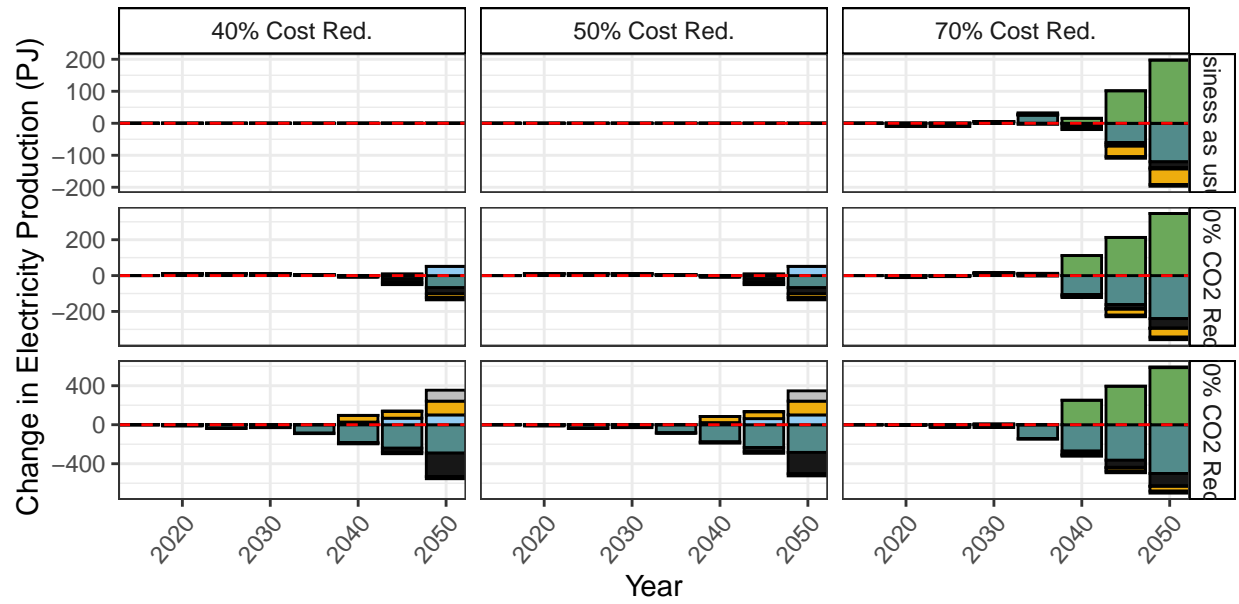 40% Cost Red. 50% Cost Red. 70% Cost Red.
Change in Electricity Production (PJ)
200
100
0
−100
−200
siness as us
200
0
−200
0% CO2 Red
400
0
−400
0% CO2 Red
2020 2030 2040 2050 2020 2030 2040 2050 2020 2030 2040 2050
Year